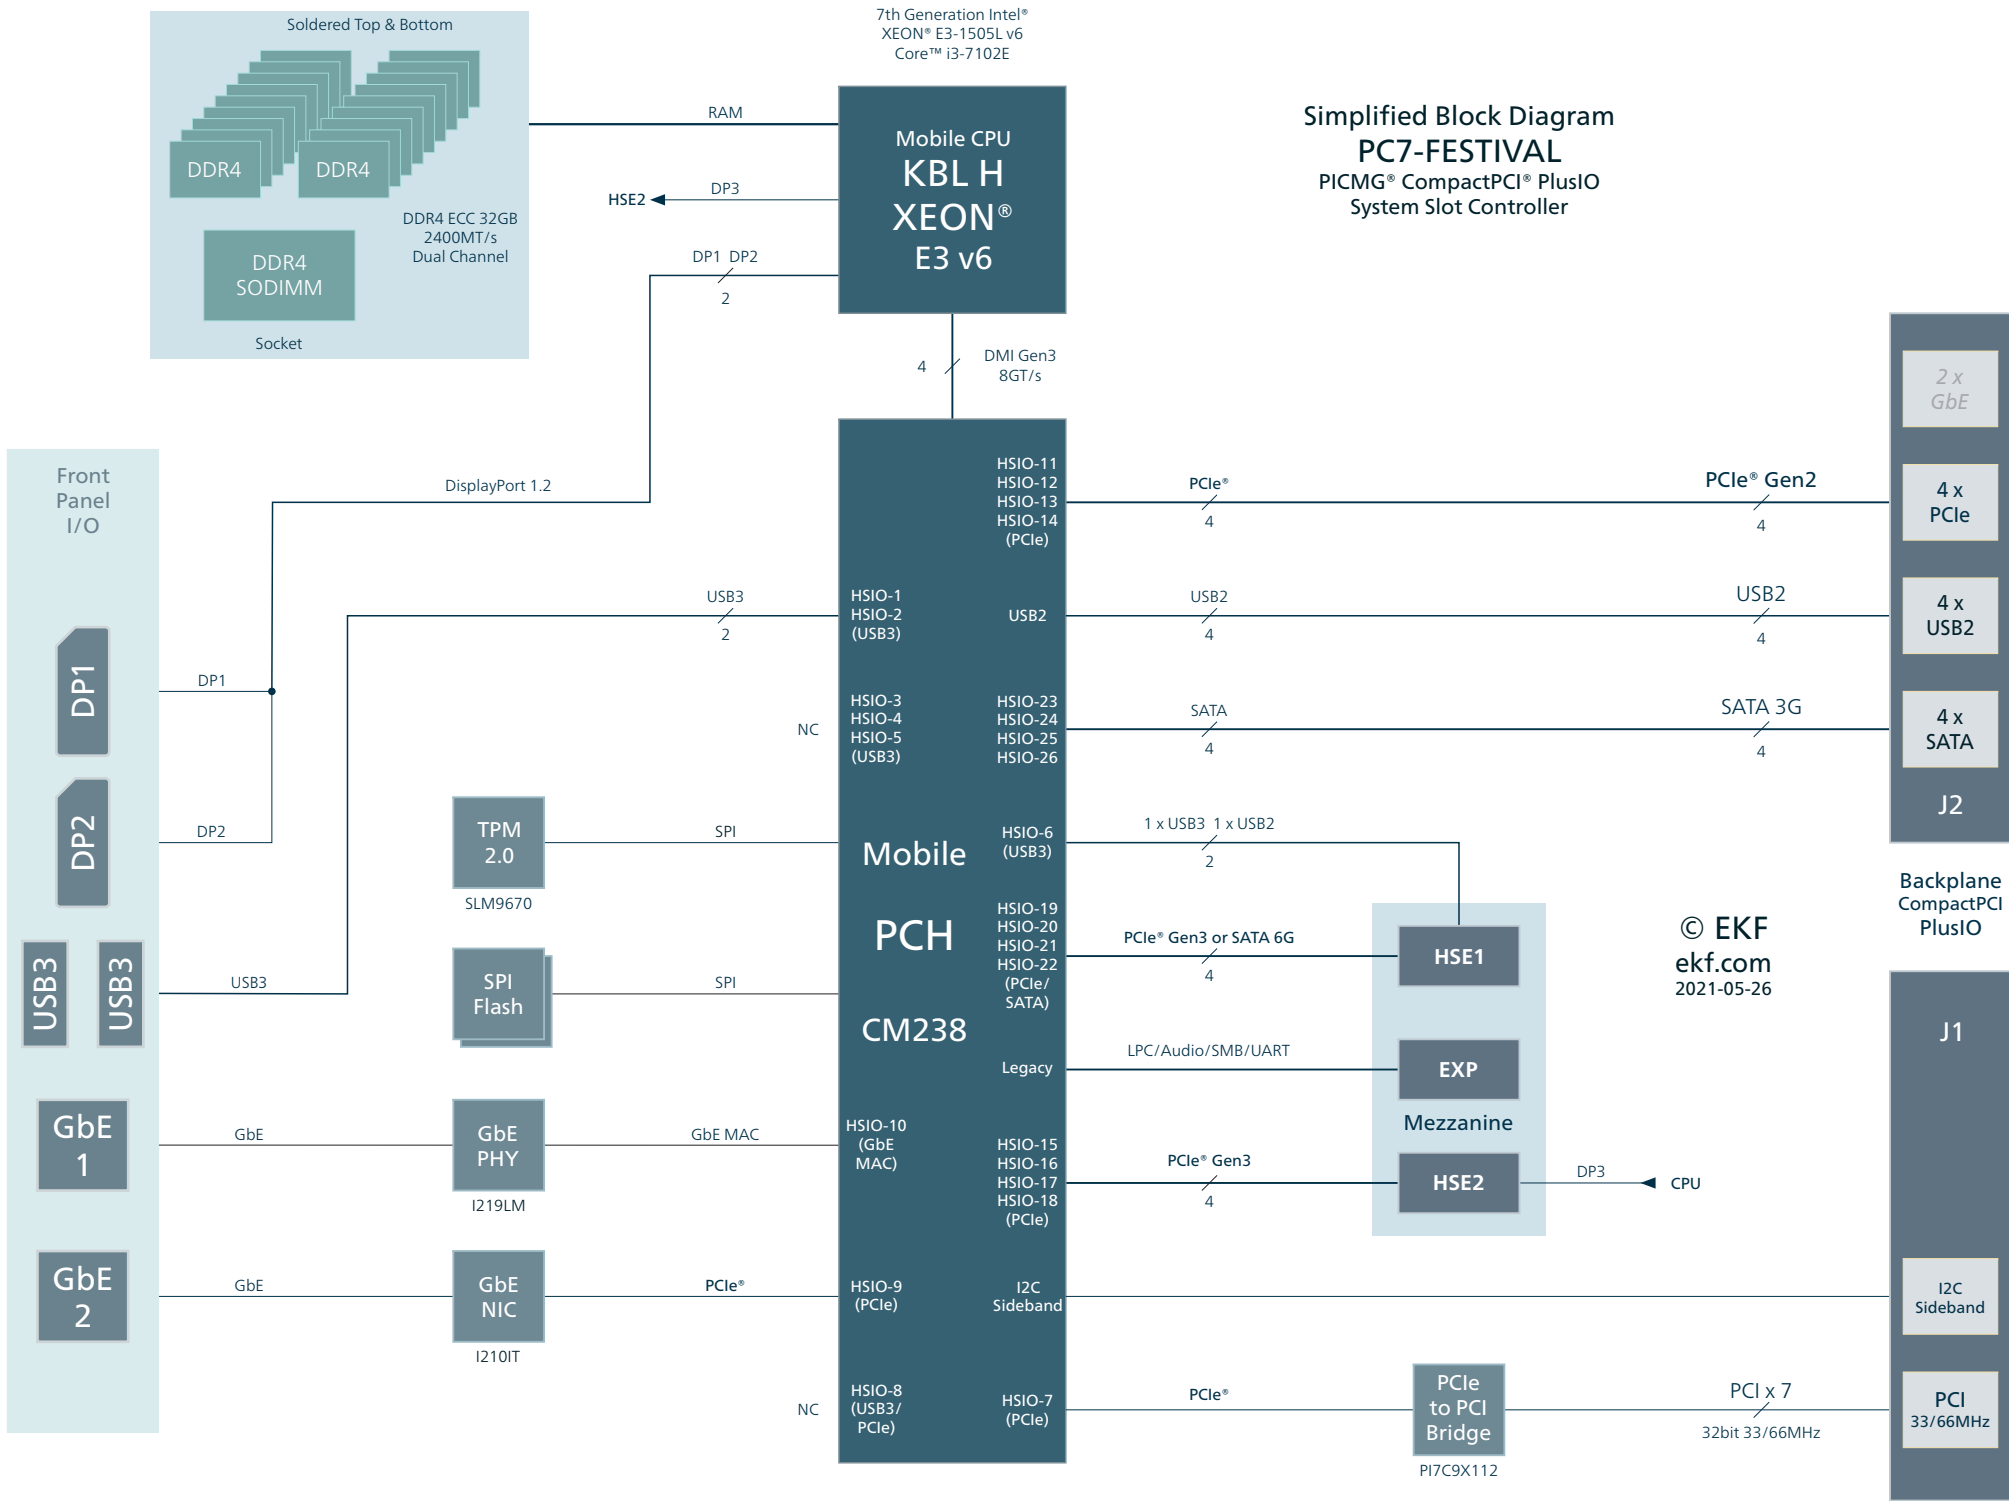 Soldered Top & Bottom
DDR4
DDR4
DDR4 ECC 32GB
2400MT/s
Dual Channel
DDR4
SODIMM
Socket
7th Generation Intel®
XEON® E3-1505L v6
Core™ i3-7102E
RAM
Mobile CPU
KBL H
XEON®
E3 v6
HSE2
DP3
DP1 DP2
2
4
DMI Gen3
8GT/s
Simplified Block Diagram
PC7-FESTIVAL
PICMG® CompactPCI® PlusIO
System Slot Controller
Front
Panel
I/O
DisplayPort 1.2
DP1
DP1
DP2
DP2
USB3
USB3
USB3
USB3
2
GbE
1
GbE
GbE
2
GbE
TPM
2.0
SLM9670
SPI
SPI
Flash
SPI
GbE
PHY
I219LM
GbE MAC
GbE
NIC
I210IT
PCIe®
NC
NC
HSIO-1
HSIO-2
(USB3)
HSIO-3
HSIO-4
HSIO-5
(USB3)
Mobile
PCH
CM238
HSIO-10
(GbE
MAC)
HSIO-9
(PCIe)
HSIO-8
(USB3/
PCIe)
HSIO-11
HSIO-12
HSIO-13
HSIO-14
(PCIe)
USB2
HSIO-23
HSIO-24
HSIO-25
HSIO-26
HSIO-6
(USB3)
HSIO-19
HSIO-20
HSIO-21
HSIO-22
(PCIe/
SATA)
Legacy
HSIO-15
HSIO-16
HSIO-17
HSIO-18
(PCIe)
I2C
Sideband
HSIO-7
(PCIe)
PCIe®
4
PCIe® Gen2
4
USB2
4
USB2
4
SATA
4
SATA 3G
4
1 x USB3 1 x USB2
2
PCIe® Gen3 or SATA 6G
4
LPC/Audio/SMB/UART
PCIe® Gen3
4
HSE1
EXP
Mezzanine
HSE2
DP3
CPU
© EKF
ekf.com
2021-05-26
PCIe®
PCIe
to PCI
Bridge
PI7C9X112
PCI x 7
32bit 33/66MHz
2 x
GbE
4 x
PCIe
4 x
USB2
4 x
SATA
J2
Backplane
CompactPCI
PlusIO
J1
I2C
Sideband
PCI
33/66MHz